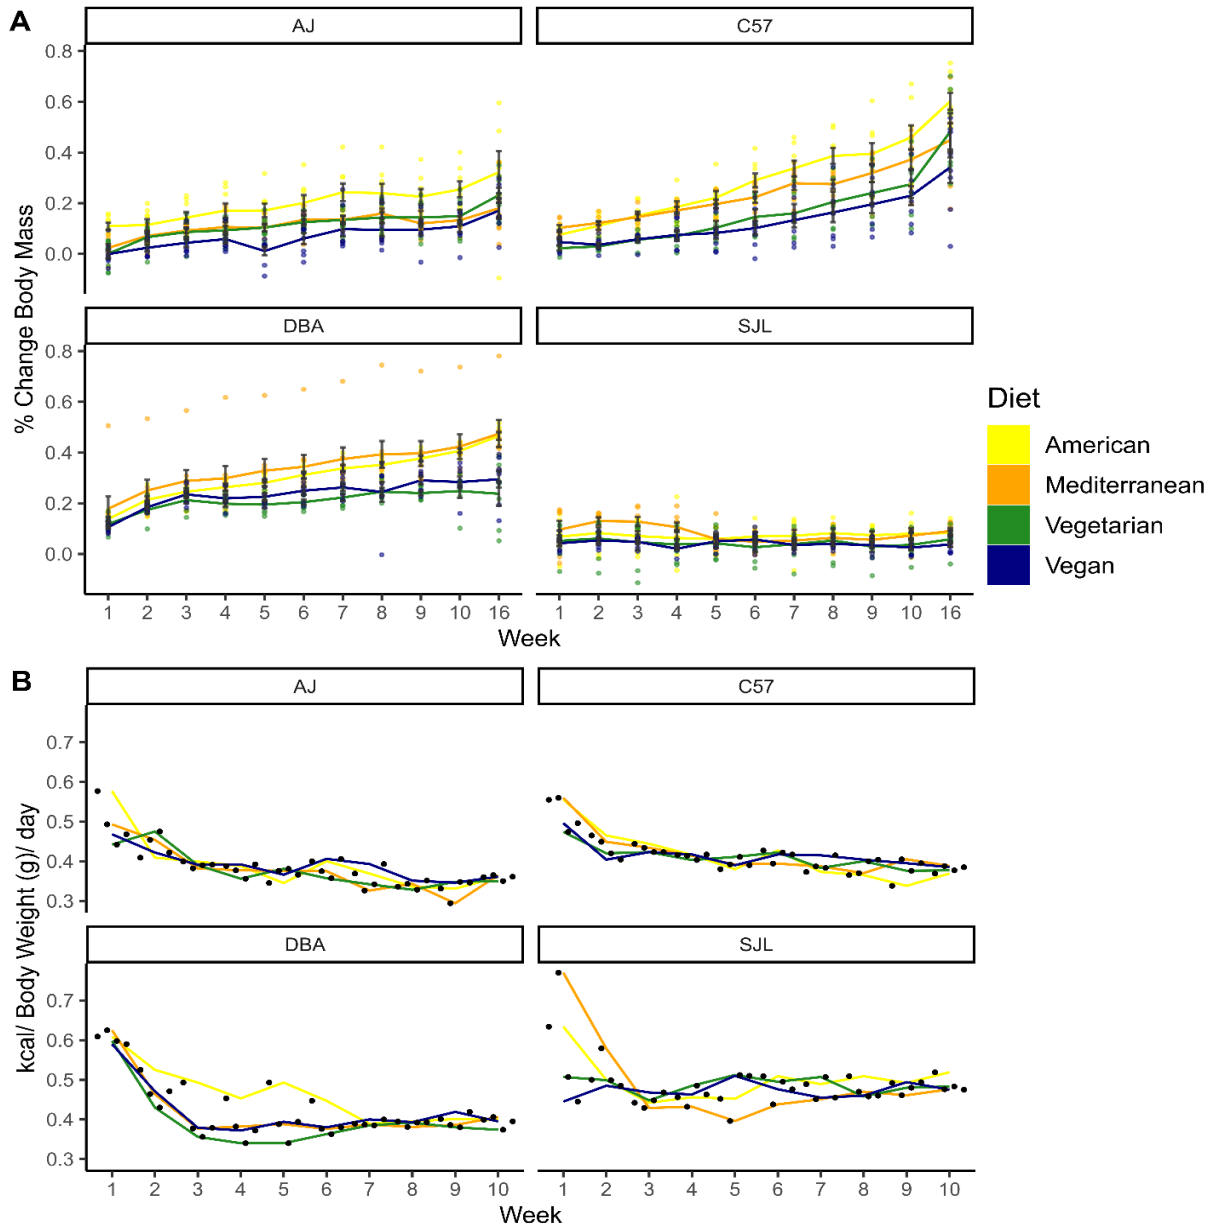 A
AJ
C57
0.8
0.6
0.4
0.2
0.0
DBA
SJL
0.8
0.6
0.4
0.2
0.0
% Change Body Mass
1 2 3 4 5 6 7 8 9 10 16
1 2 3 4 5 6 7 8 9 10 16
Week
Diet
American
Mediterranean
Vegetarian
Vegan
B
AJ
C57
0.7
0.6
0.5
0.4
0.3
DBA
SJL
0.7
0.6
0.5
0.4
0.3
kcal/ Body Weight (g)/ day
1 2 3 4 5 6 7 8 9 10
1 2 3 4 5 6 7 8 9 10
Week